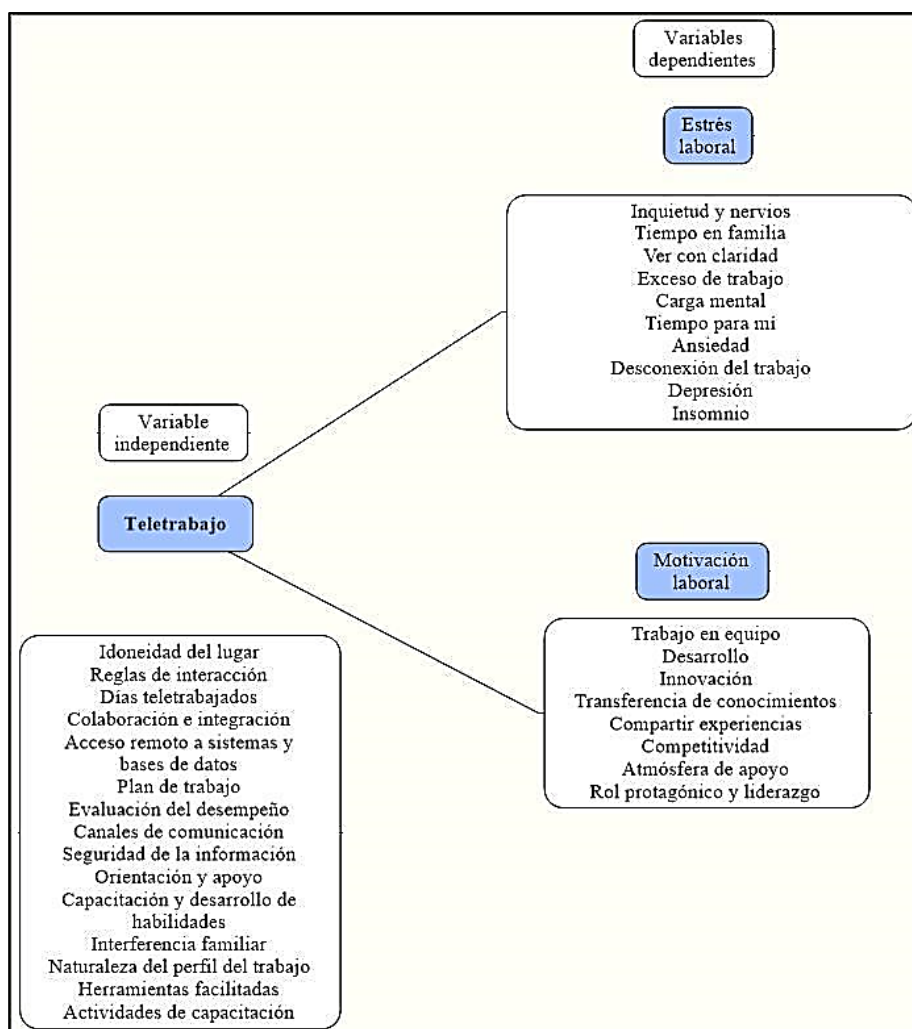 Variables
dependientes
Estrés
laboral
Inquietud y nervios
Tiempo en familia
Ver con claridad
Exceso de trabajo
Carga mental
Tiempo para mi
Ansiedad
Desconexión del trabajo
Depresión
Insomnio
Variable
independiente
Teletrabajo
Motivación
laboral
Trabajo en equipo
Desarrollo
Innovación
Transferencia de conocimientos
Compartir experiencias
Competitividad
Atmósfera de apoyo
Rol protagónico y liderazgo
Idoneidad del lugar
Reglas de interacción
Días teletrabajados
Colaboración e integración
Acceso remoto a sistemas y
bases de datos
Plan de trabajo
Evaluación del desempeño
Canales de comunicación
Seguridad de la información
Orientación y apoyo
Capacitación y desarrollo de
habilidades
Interferencia familiar
Naturaleza del perfil del trabajo
Herramientas facilitadas
Actividades de capacitación